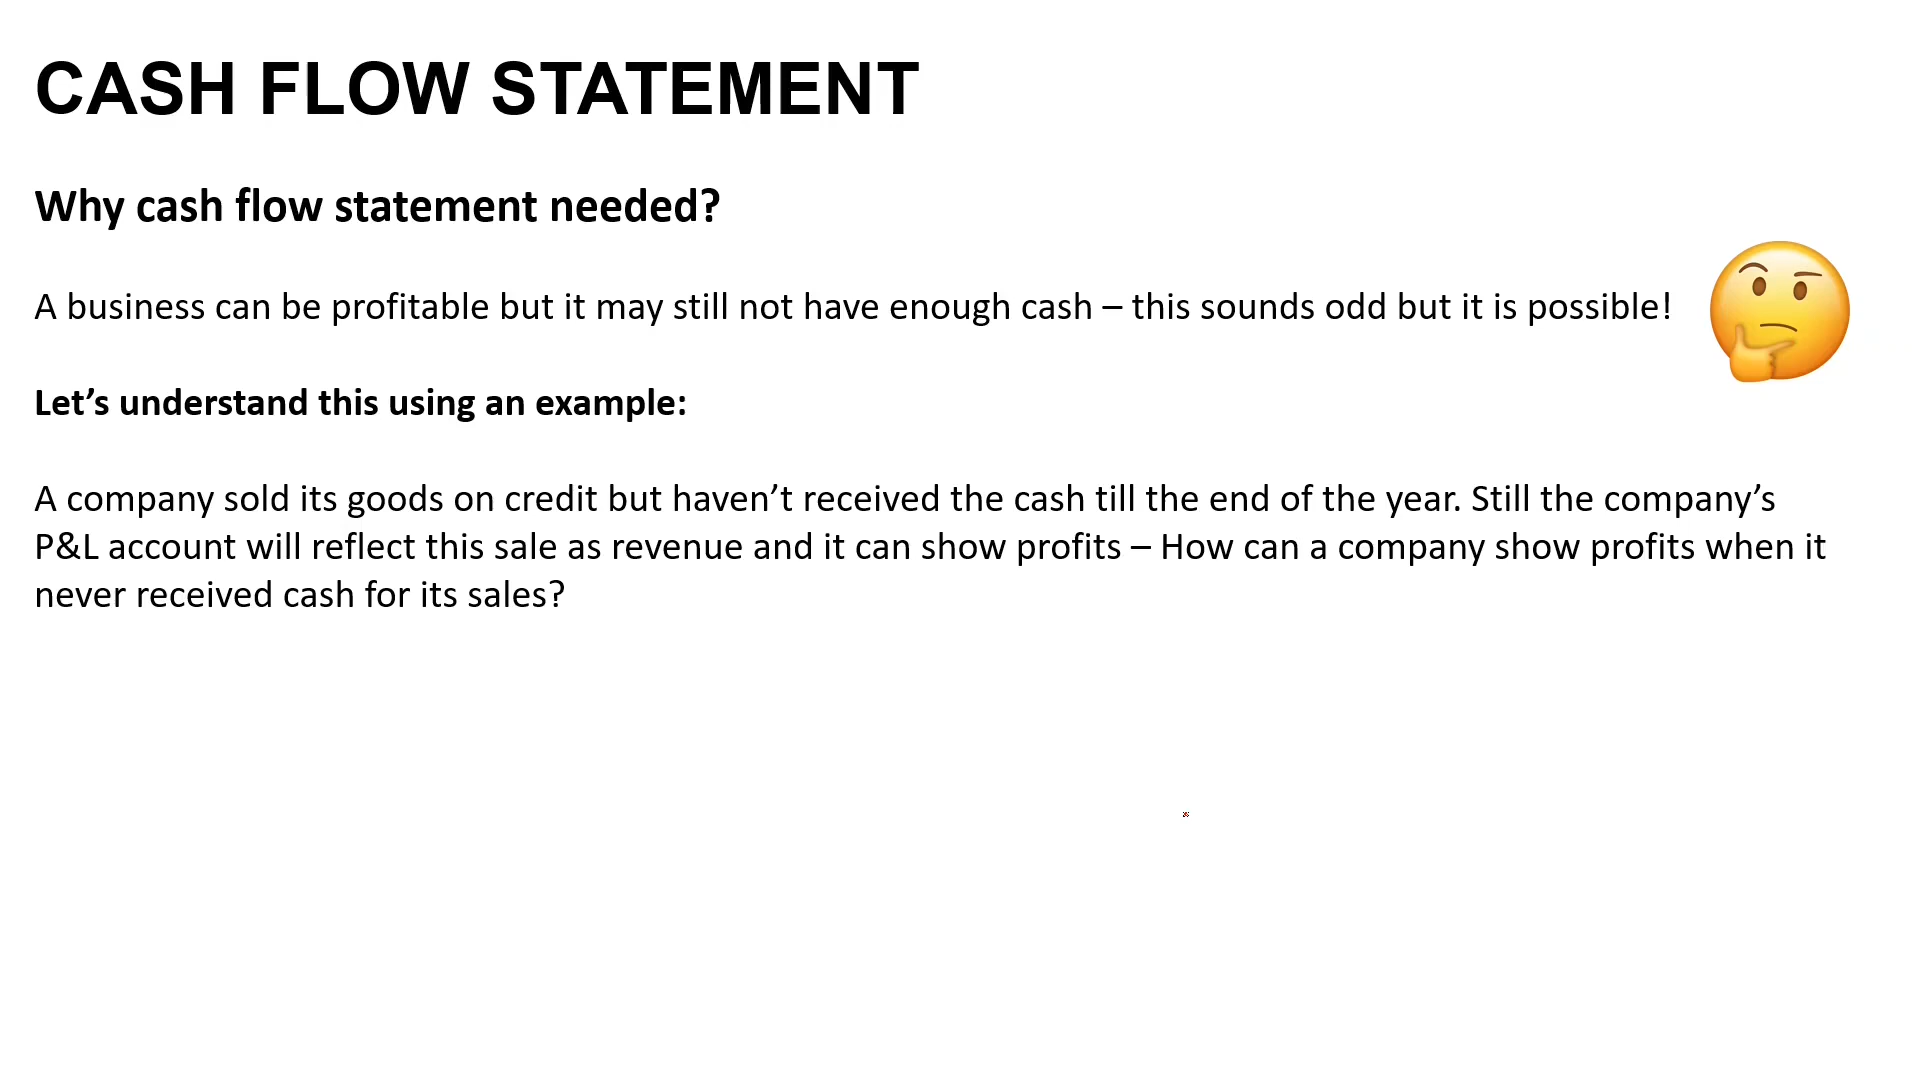 CASH FLOW STATEMENT
Why cash flow statement needed?
A business can be profitable but it may still not have enough cash – this sounds odd but it is possible!
Let’s understand this using an example:
A company sold its goods on credit but haven’t received the cash till the end of the year. Still the company’s
P&L account will reflect this sale as revenue and it can show profits – How can a company show profits when it
never received cash for its sales?